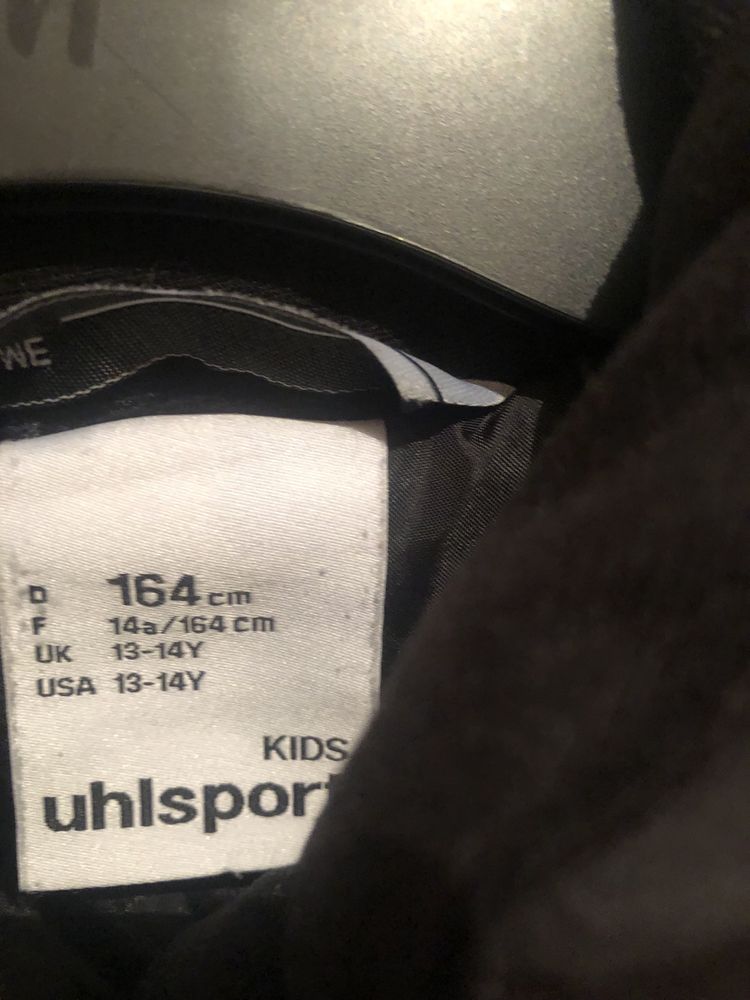 WE
D 164 cm
F 14a/164 cm
UK 13-14Y
USA 13-14Y
KIDS
uhlsport